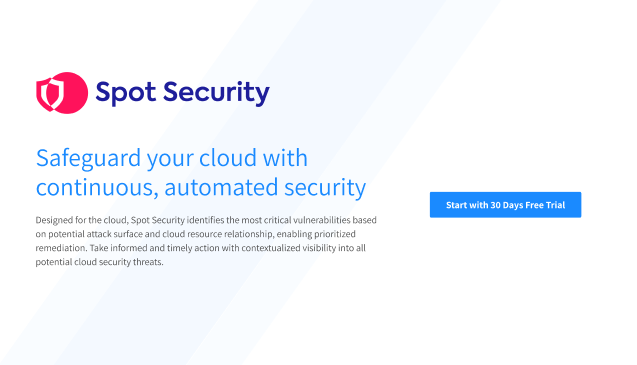 Spot Security
Safeguard your cloud with
continuous, automated security
Designed for the cloud, Spot Security identifies the most critical vulnerabilities based
on potential attack surface and cloud resource relationship, enabling prioritized
remediation. Take informed and timely action with contextualized visibility into all
potential cloud security threats.
Start with 30 Days Free Trial